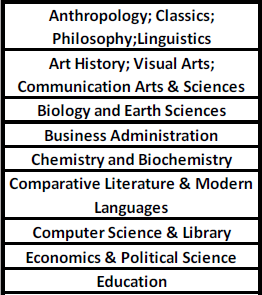 Anthropology; Classics;
Philosophy;Linguistics
Art History; Visual Arts;
Communication Arts & Sciences
Biology and Earth Sciences
Business Administration
Chemistry and Biochemistry
Comparative Literature & Modern
Languages
Computer Science & Library
Economics & Political Science
Education